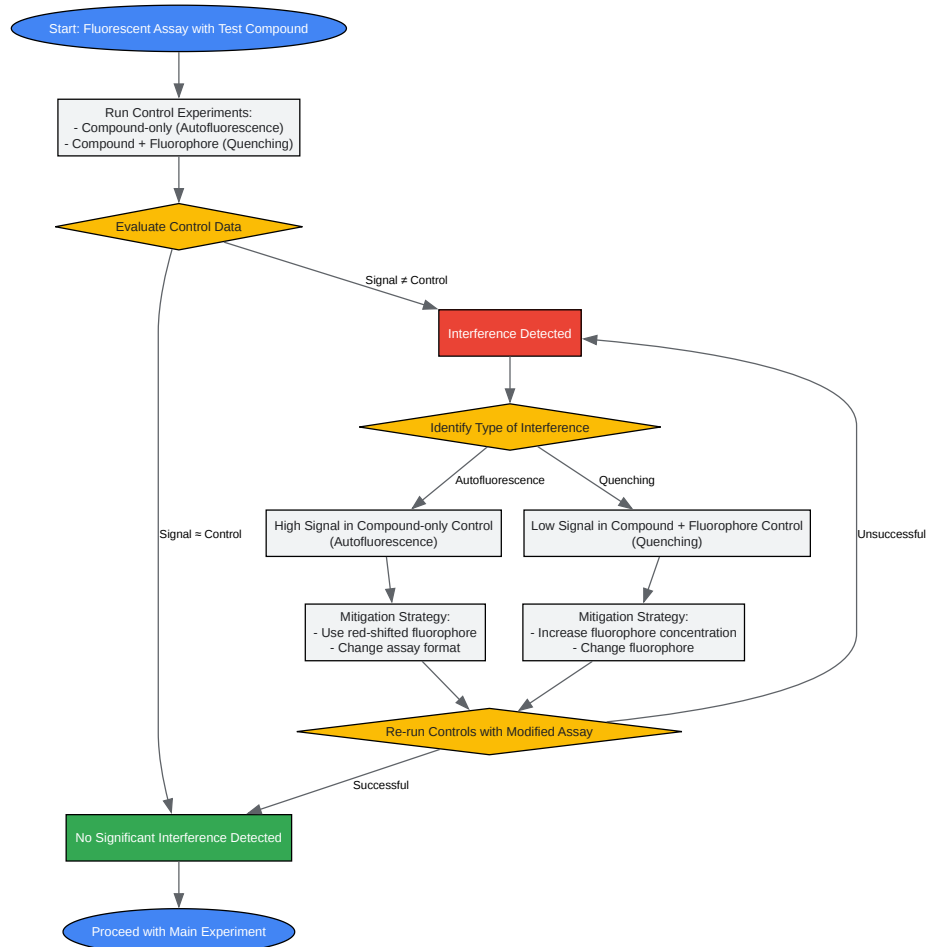 Start: Fluorescent Assay with Test Compound
Run Control Experiments:
- Compound-only (Autofluorescence)
- Compound + Fluorophore (Quenching)
Evaluate Control Data
Signal ≠ Control
Interference Detected
Identify Type of Interference
Autofluorescence
Quenching
High Signal in Compound-only Control
(Autofluorescence)
Low Signal in Compound + Fluorophore Control
(Quenching)
Signal ≈ Control
Unsuccessful
Mitigation Strategy:
- Use red-shifted fluorophore
- Change assay format
Mitigation Strategy:
- Increase fluorophore concentration
- Change fluorophore
Re-run Controls with Modified Assay
Successful
No Significant Interference Detected
Proceed with Main Experiment